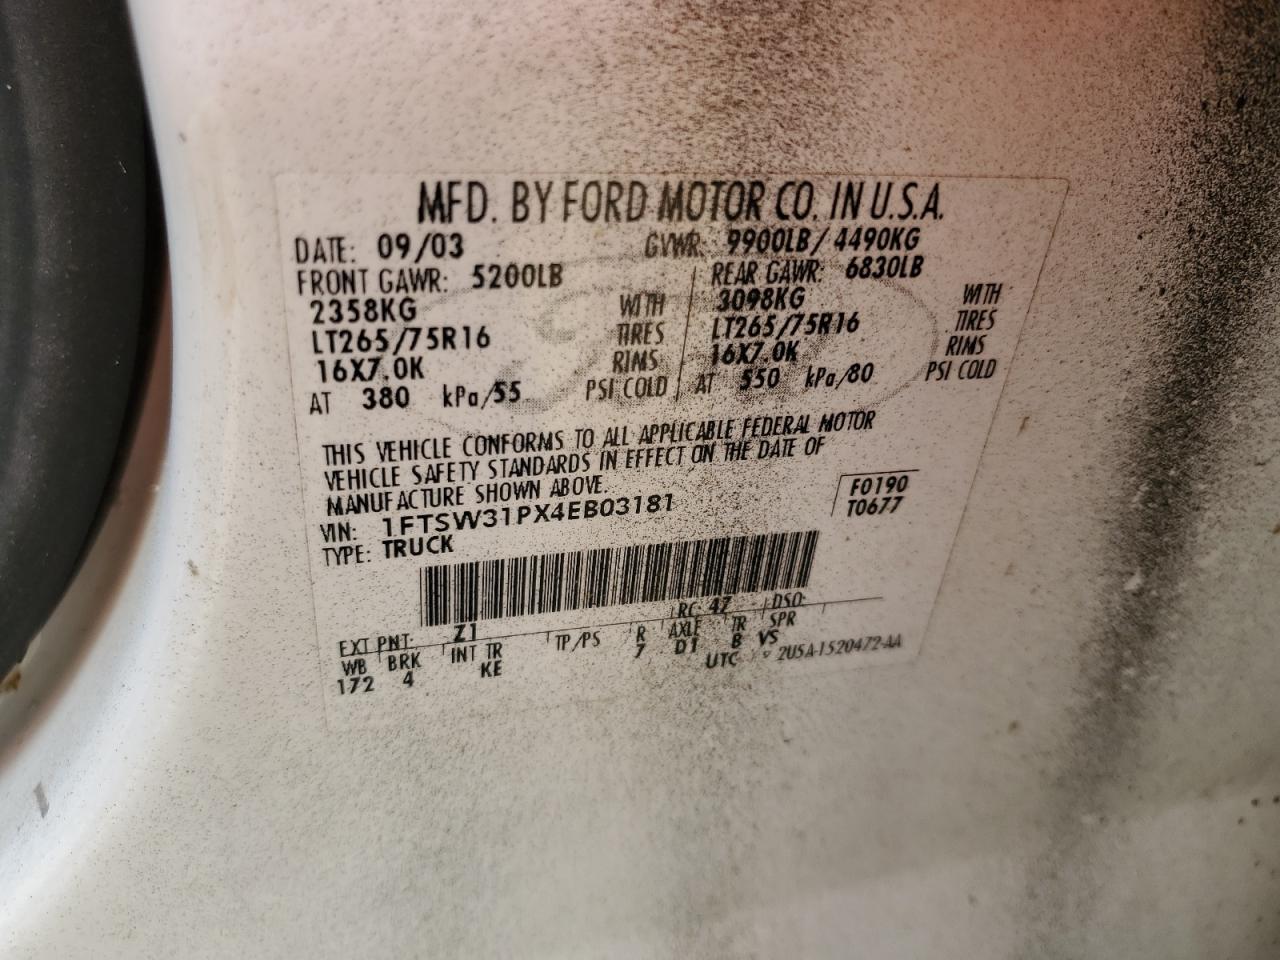 MFD. BY FORD MOTOR CO. IN U.S.A.
DATE: 09/03 GVWR: 9900LB / 4490KG
FRONT GAWR: 5200LB REAR GAWR: 6830LB
2358KG WITH 3098KG WITH
LT265/75R16 TIRES LT265/75R16 TIRES
16X7.0K RIMS 16X7.0K RIMS
AT 380 kPa/55 PSI COLD AT 550 kPa/80 PSI COLD
THIS VEHICLE CONFORMS TO ALL APPLICABLE FEDERAL MOTOR
VEHICLE SAFETY STANDARDS IN EFFECT ON THE DATE OF
MANUFACTURE SHOWN ABOVE.
VIN: 1FTSW31PX4EB03181 F0190
TYPE: TRUCK T0677
EXT PNT: Z1 RC: 47 DSO:
WB BRK INT TR TP/PS R AXLE TR SPR
172 4 KE 7 D1 B VS
UTC 2U5A-1520472-AA